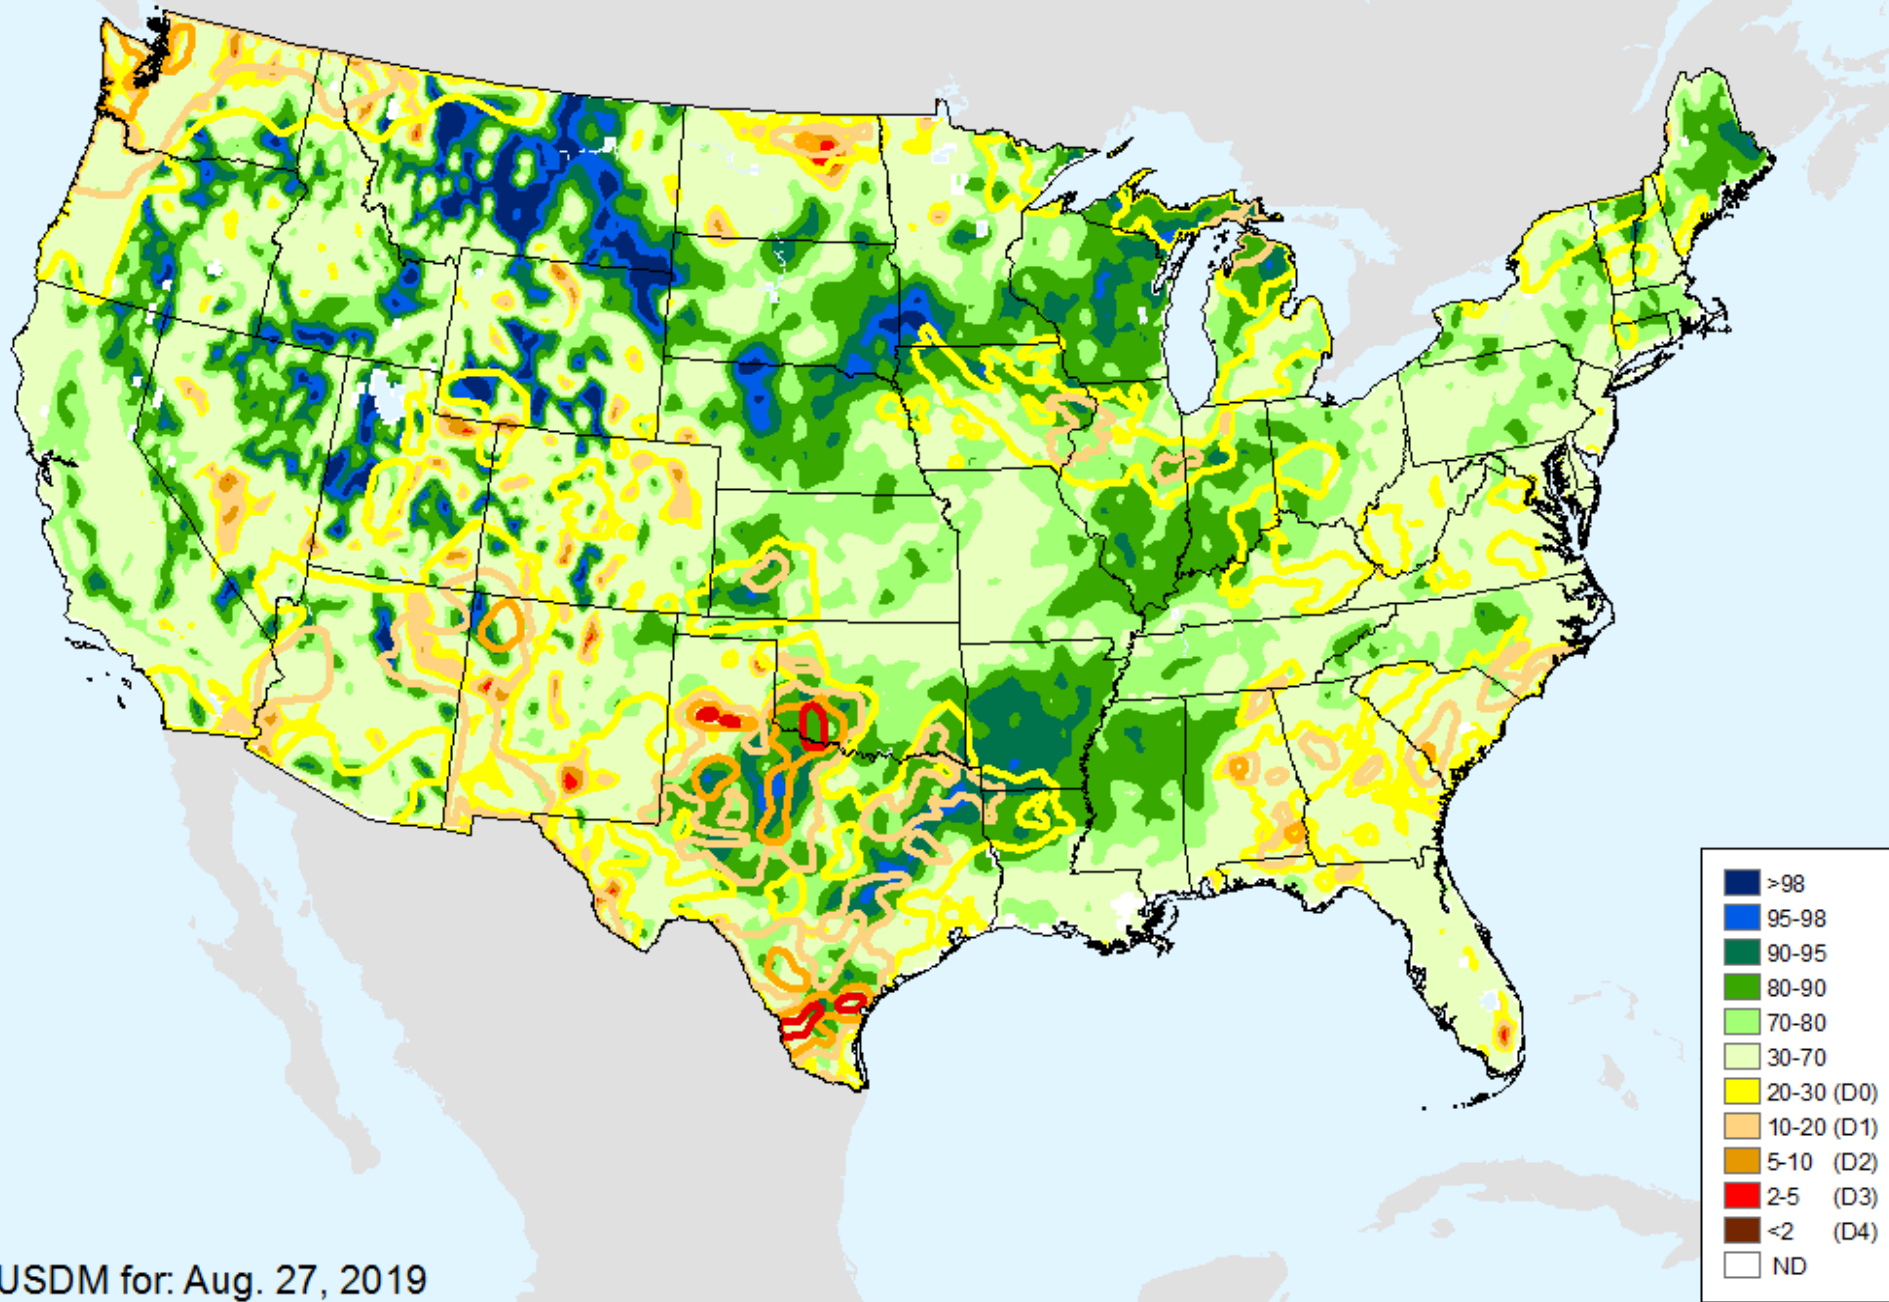 >98
95-98
90-95
80-90
70-80
30-70
20-30 (D0)
10-20 (D1)
5-10 (D2)
2-5 (D3)
<2 (D4)
ND
USDM for: Aug. 27, 2019